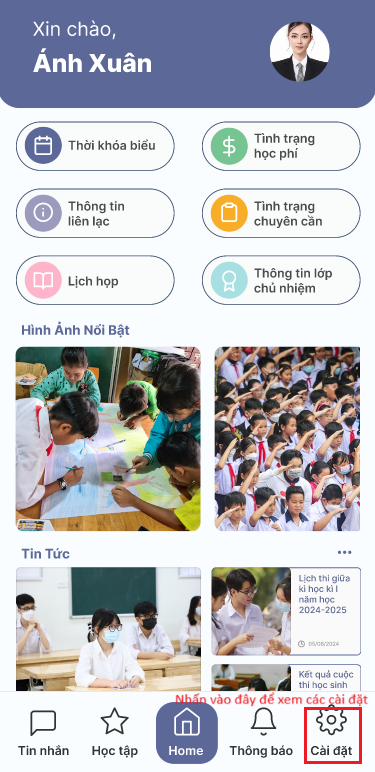 Xin chào,
Ánh Xuân
Thời khóa biểu
Tình trạng
học phí
Thông tin
liên lạc
Tình trạng
chuyên cần
Lịch họp
Thông tin lớp
chủ nhiệm
Hình Ảnh Nổi Bật
Tin Tức
Lịch thi giữa
kì học kì I
năm học
2024-2025
05/08/2024
Kết quả cuộc
thi học sinh
Nhấn vào đây để xem các cài đặt
Tin nhắn
Học tập
Home
Thông báo
Cài đặt